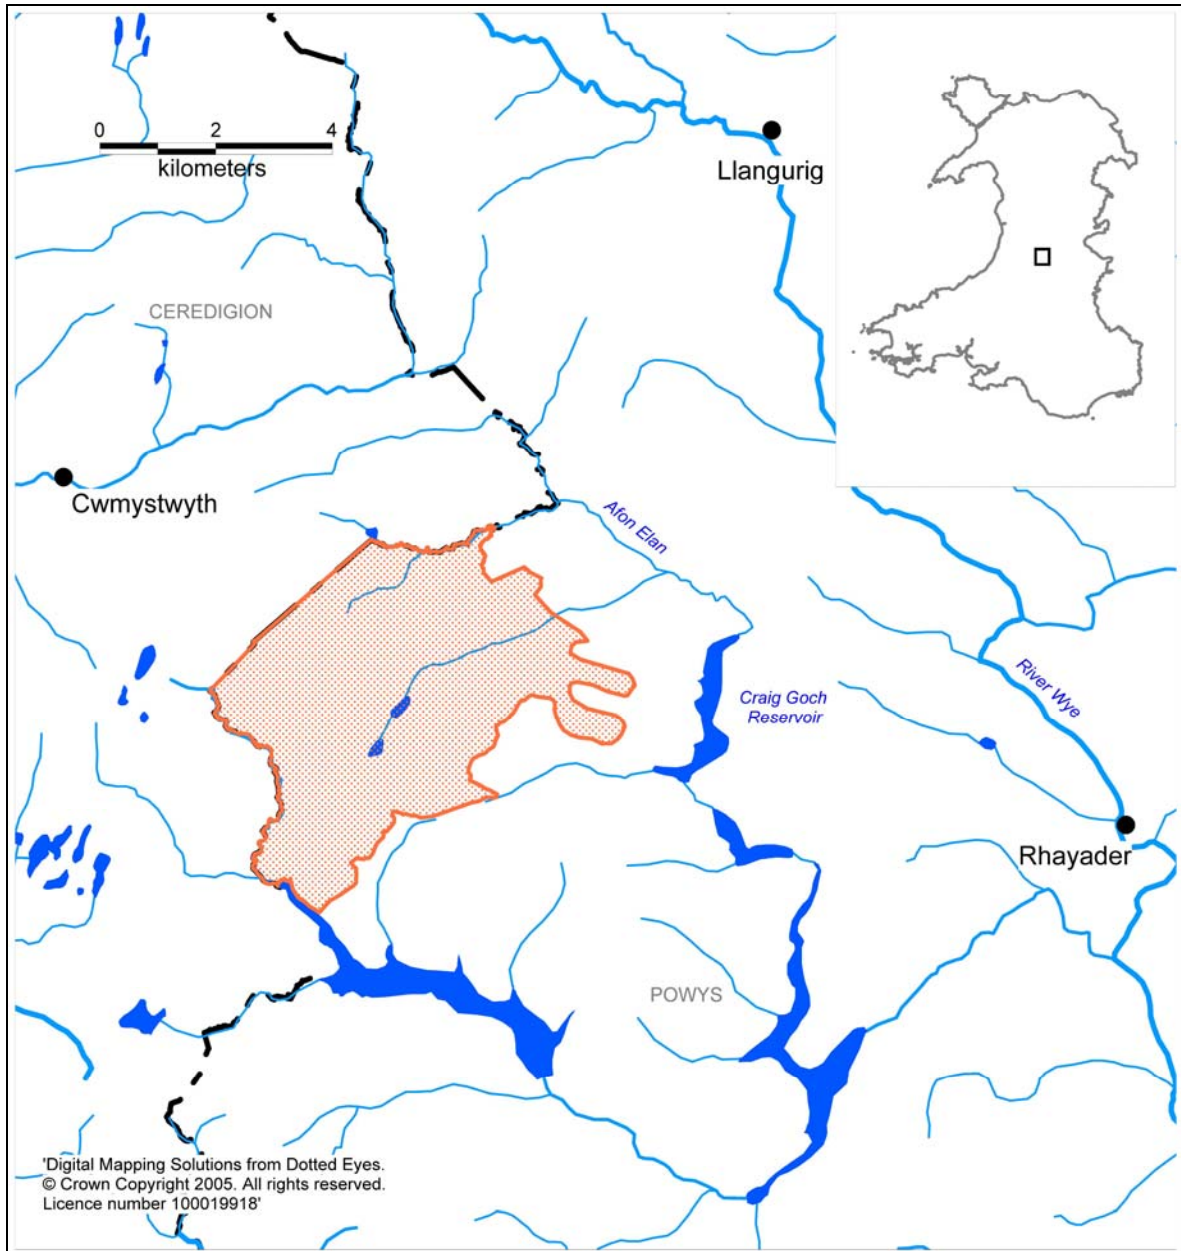 0 2 4
kilometers
Llangurig
CEREDIGION
Cwmystwyth
Afon Elan
River Wye
Craig Goch
Reservoir
Rhayader
POWYS
'Digital Mapping Solutions from Dotted Eyes.
© Crown Copyright 2005. All rights reserved.
Licence number 100019918'